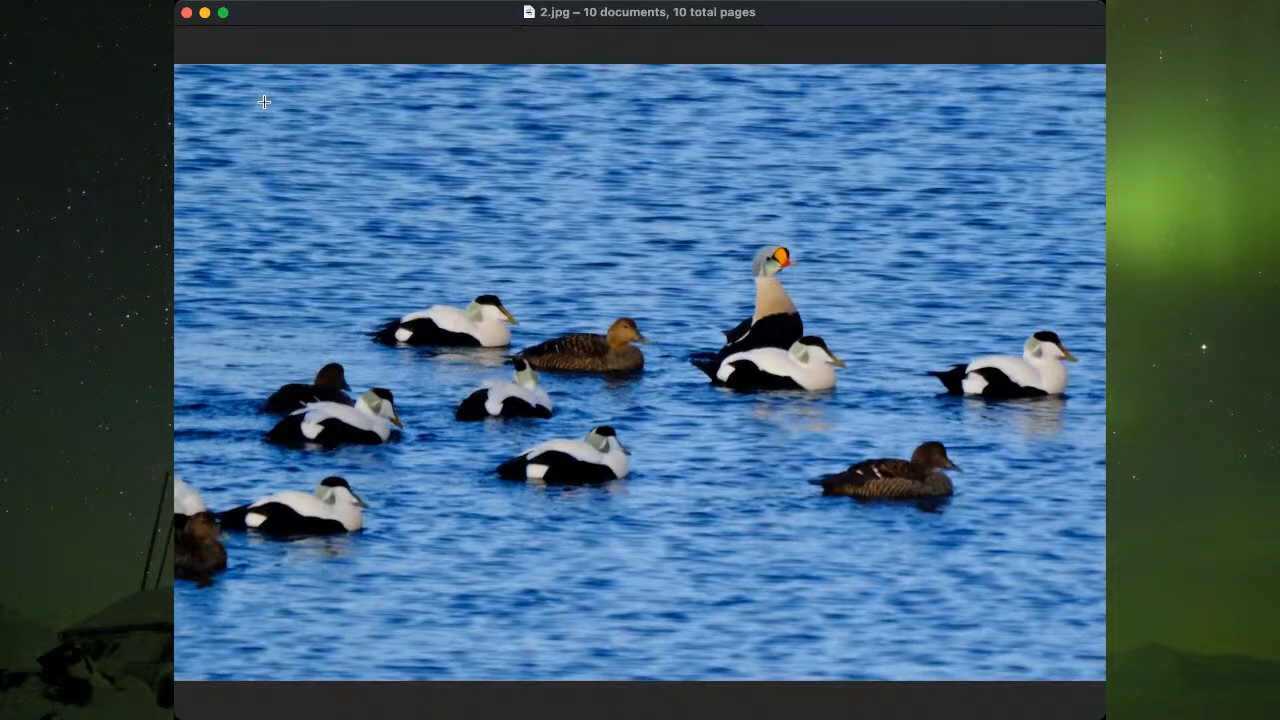 2.jpg – 10 documents, 10 total pages